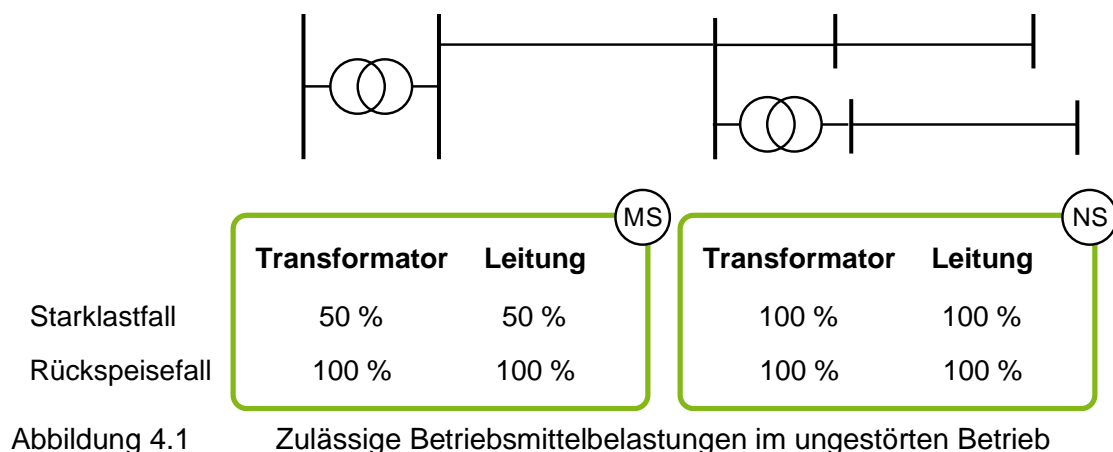 MS NS
Transformator Leitung Transformator Leitung
Starklastfall 50 % 50 % 100 % 100 %
Rückspeisefall 100 % 100 % 100 % 100 %
Abbildung 4.1 Zulässige Betriebsmittelbelastungen im ungestörten Betrieb